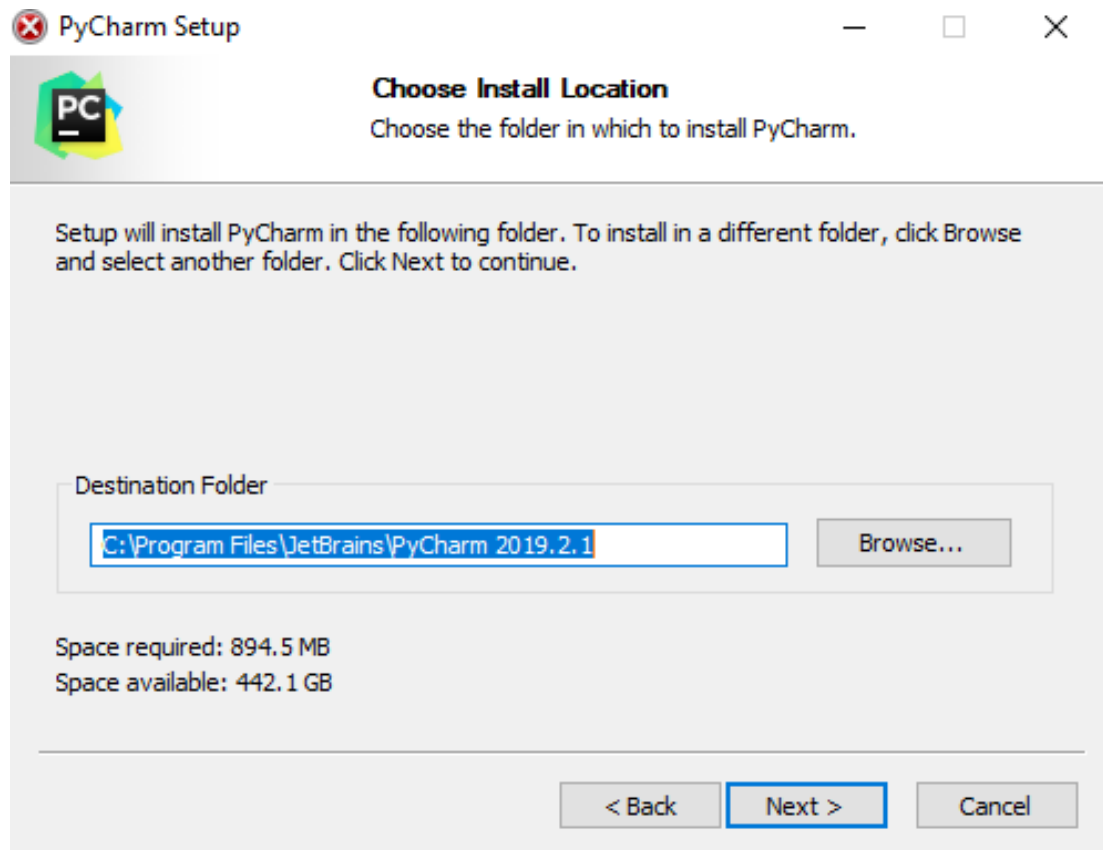 PyCharm Setup
PC
Choose Install Location
Choose the folder in which to install PyCharm.
Setup will install PyCharm in the following folder. To install in a different folder, click Browse
and select another folder. Click Next to continue.
Destination Folder
C:\Program Files\JetBrains\PyCharm 2019.2.1
Browse...
Space required: 894.5 MB
Space available: 442.1 GB
< Back
Next >
Cancel